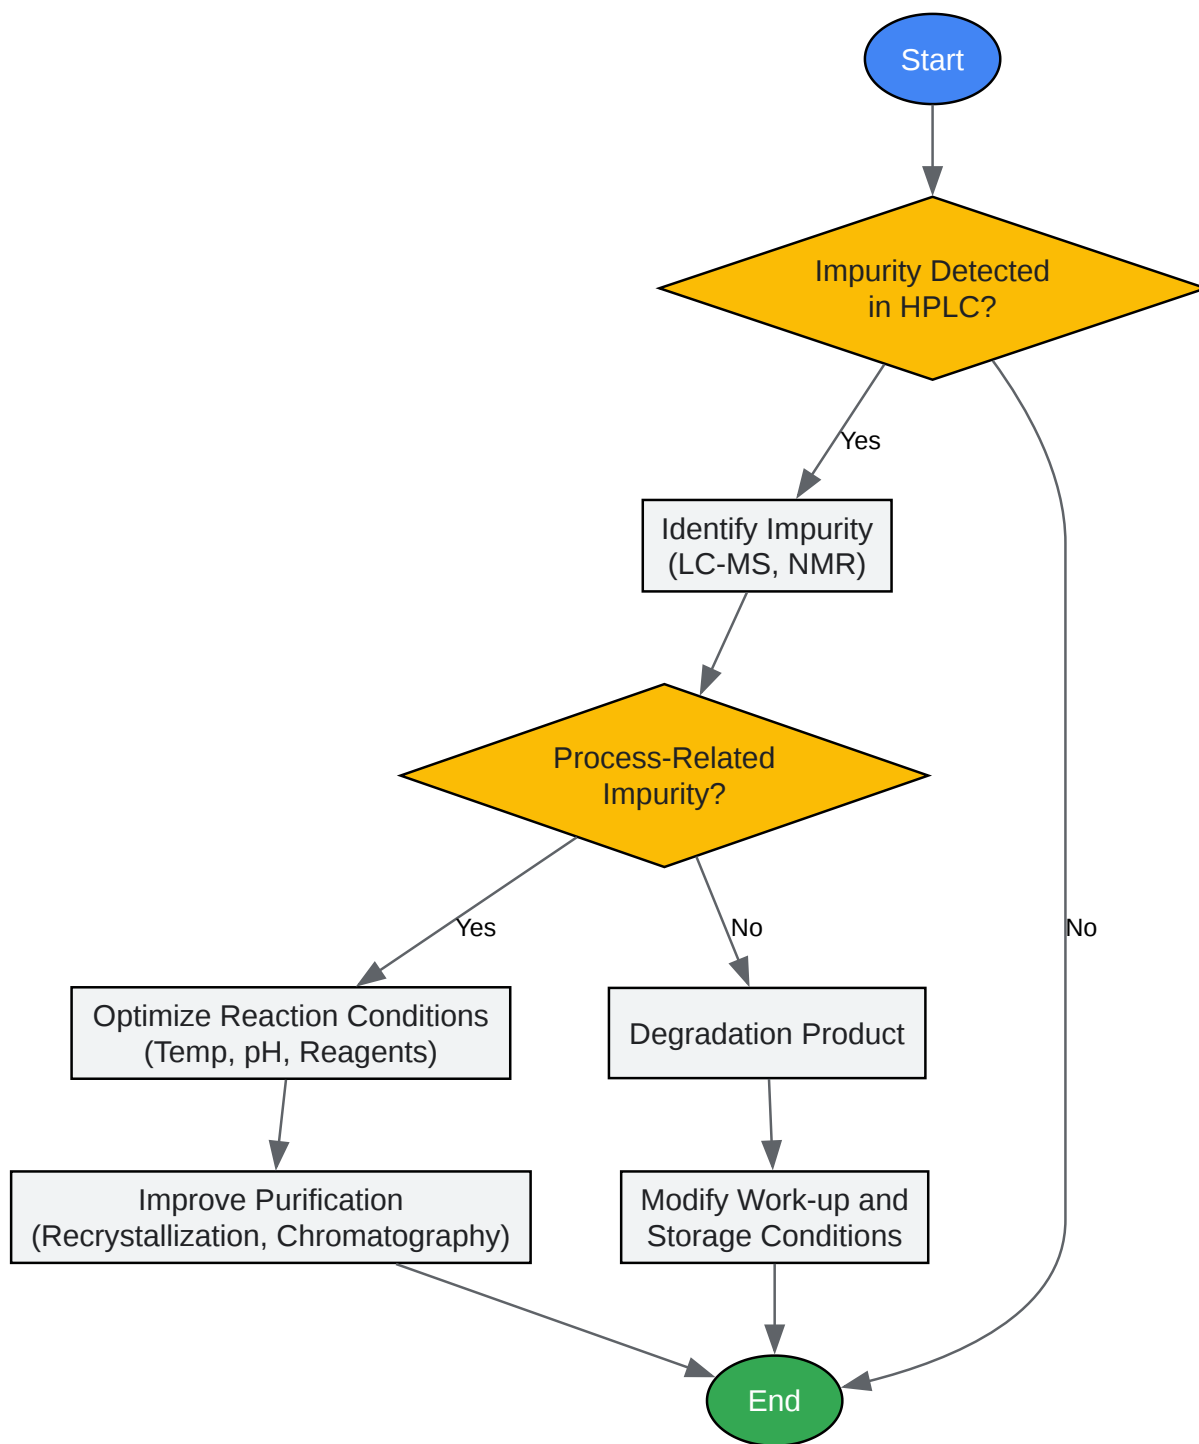 Start
Impurity Detected
in HPLC?
Yes
Identify Impurity
(LC-MS, NMR)
Process-Related
Impurity?
Yes
No
No
Optimize Reaction Conditions
(Temp, pH, Reagents)
Degradation Product
Improve Purification
(Recrystallization, Chromatography)
Modify Work-up and
Storage Conditions
End